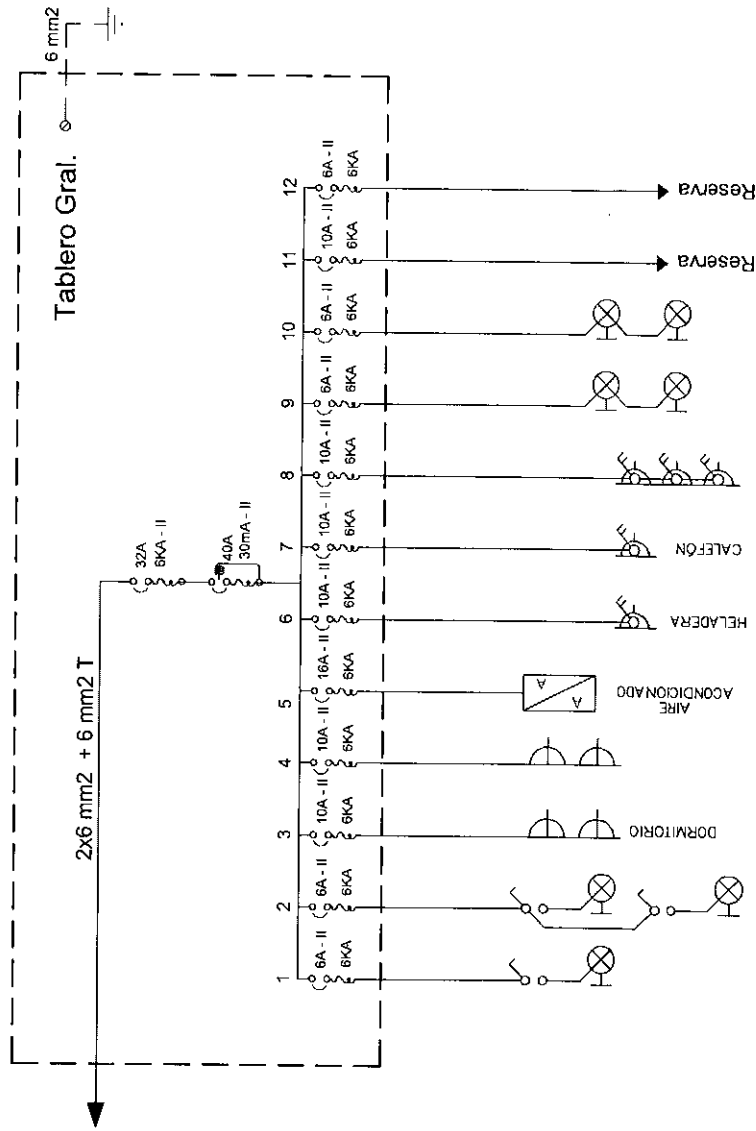 6 mm2
Tablero Gral.
2x6 mm2 + 6 mm2 T
32A
6KA - II
40A
30mA - II
1
6A - II
6KA
2
6A - II
6KA
3
10A - II
6KA
4
10A - II
6KA
5
16A - II
6KA
6
10A - II
6KA
7
10A - II
6KA
8
10A - II
6KA
9
6A - II
6KA
10
6A - II
6KA
11
10A - II
6KA
12
6A - II
6KA
DORMITORIO
A
A
AIRE
ACONDICIONADO
HELADERA
CALEFÓN
Reserva
Reserva